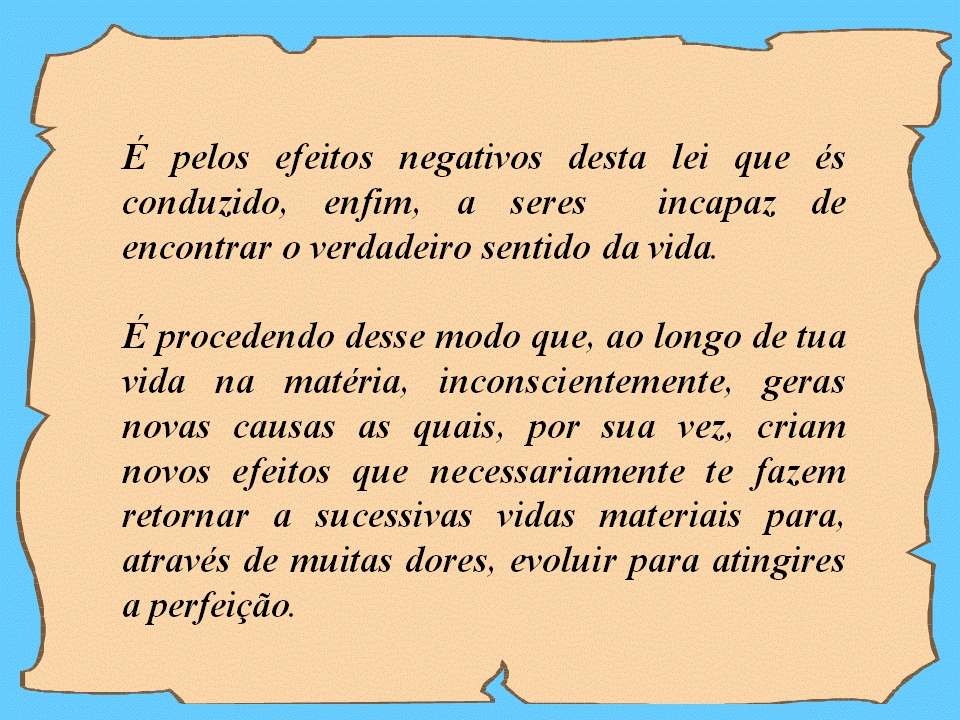 É pelos efeitos negativos desta lei que és
conduzido, enfim, a seres incapaz de
encontrar o verdadeiro sentido da vida.
É procedendo desse modo que, ao longo de tua
vida na matéria, inconscientemente, geras
novas causas as quais, por sua vez, criam
novos efeitos que necessariamente te fazem
retornar a sucessivas vidas materiais para,
através de muitas dores, evoluir para atingires
a perfeição.